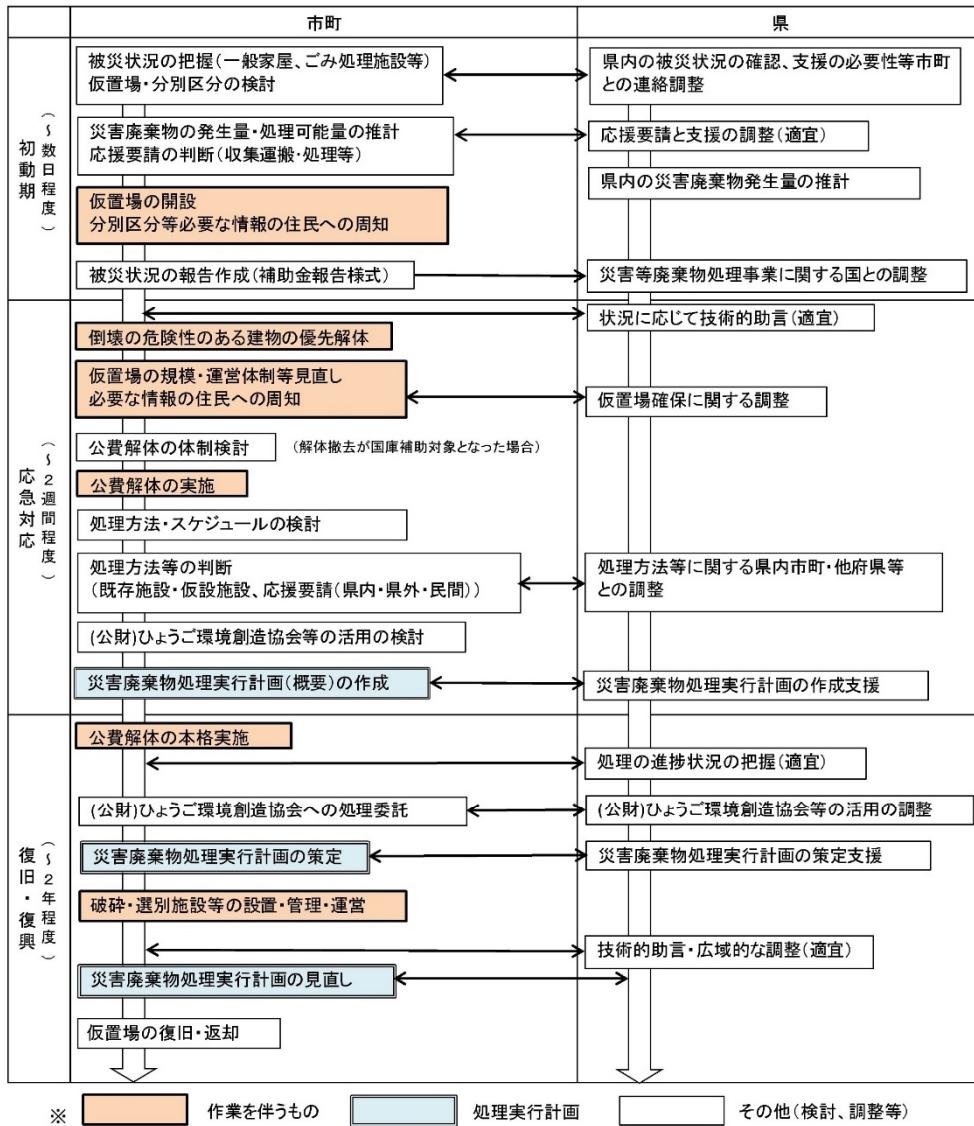 市町
県
初動期
(～数日程度)
被災状況の把握(一般家屋、ごみ処理施設等)
仮置場・分別区分の検討
県内の被災状況の確認、支援の必要性等市町
との連絡調整
災害廃棄物の発生量・処理可能量の推計
応援要請の判断(収集運搬・処理等)
応援要請と支援の調整(適宜)
県内の災害廃棄物発生量の推計
仮置場の開設
分別区分等必要な情報の住民への周知
被災状況の報告作成(補助金報告様式)
災害等廃棄物処理事業に関する国との調整
応急対応
(～2週間程度)
状況に応じて技術的助言(適宜)
倒壊の危険性のある建物の優先解体
仮置場の規模・運営体制等見直し
必要な情報の住民への周知
仮置場確保に関する調整
公費解体の体制検討
(解体撤去が国庫補助対象となった場合)
公費解体の実施
処理方法・スケジュールの検討
処理方法等の判断
(既存施設・仮設施設、応援要請(県内・県外・民間))
処理方法等に関する県内市町・他府県等
との調整
(公財)ひょうご環境創造協会等の活用の検討
災害廃棄物処理実行計画(概要)の作成
災害廃棄物処理実行計画の作成支援
復旧・復興
(～2年程度)
公費解体の本格実施
処理の進捗状況の把握(適宜)
(公財)ひょうご環境創造協会への処理委託
(公財)ひょうご環境創造協会等の活用の調整
災害廃棄物処理実行計画の策定
災害廃棄物処理実行計画の策定支援
破砕・選別施設等の設置・管理・運営
技術的助言・広域的な調整(適宜)
災害廃棄物処理実行計画の見直し
仮置場の復旧・返却
※
作業を伴うもの
処理実行計画
その他(検討、調整等)